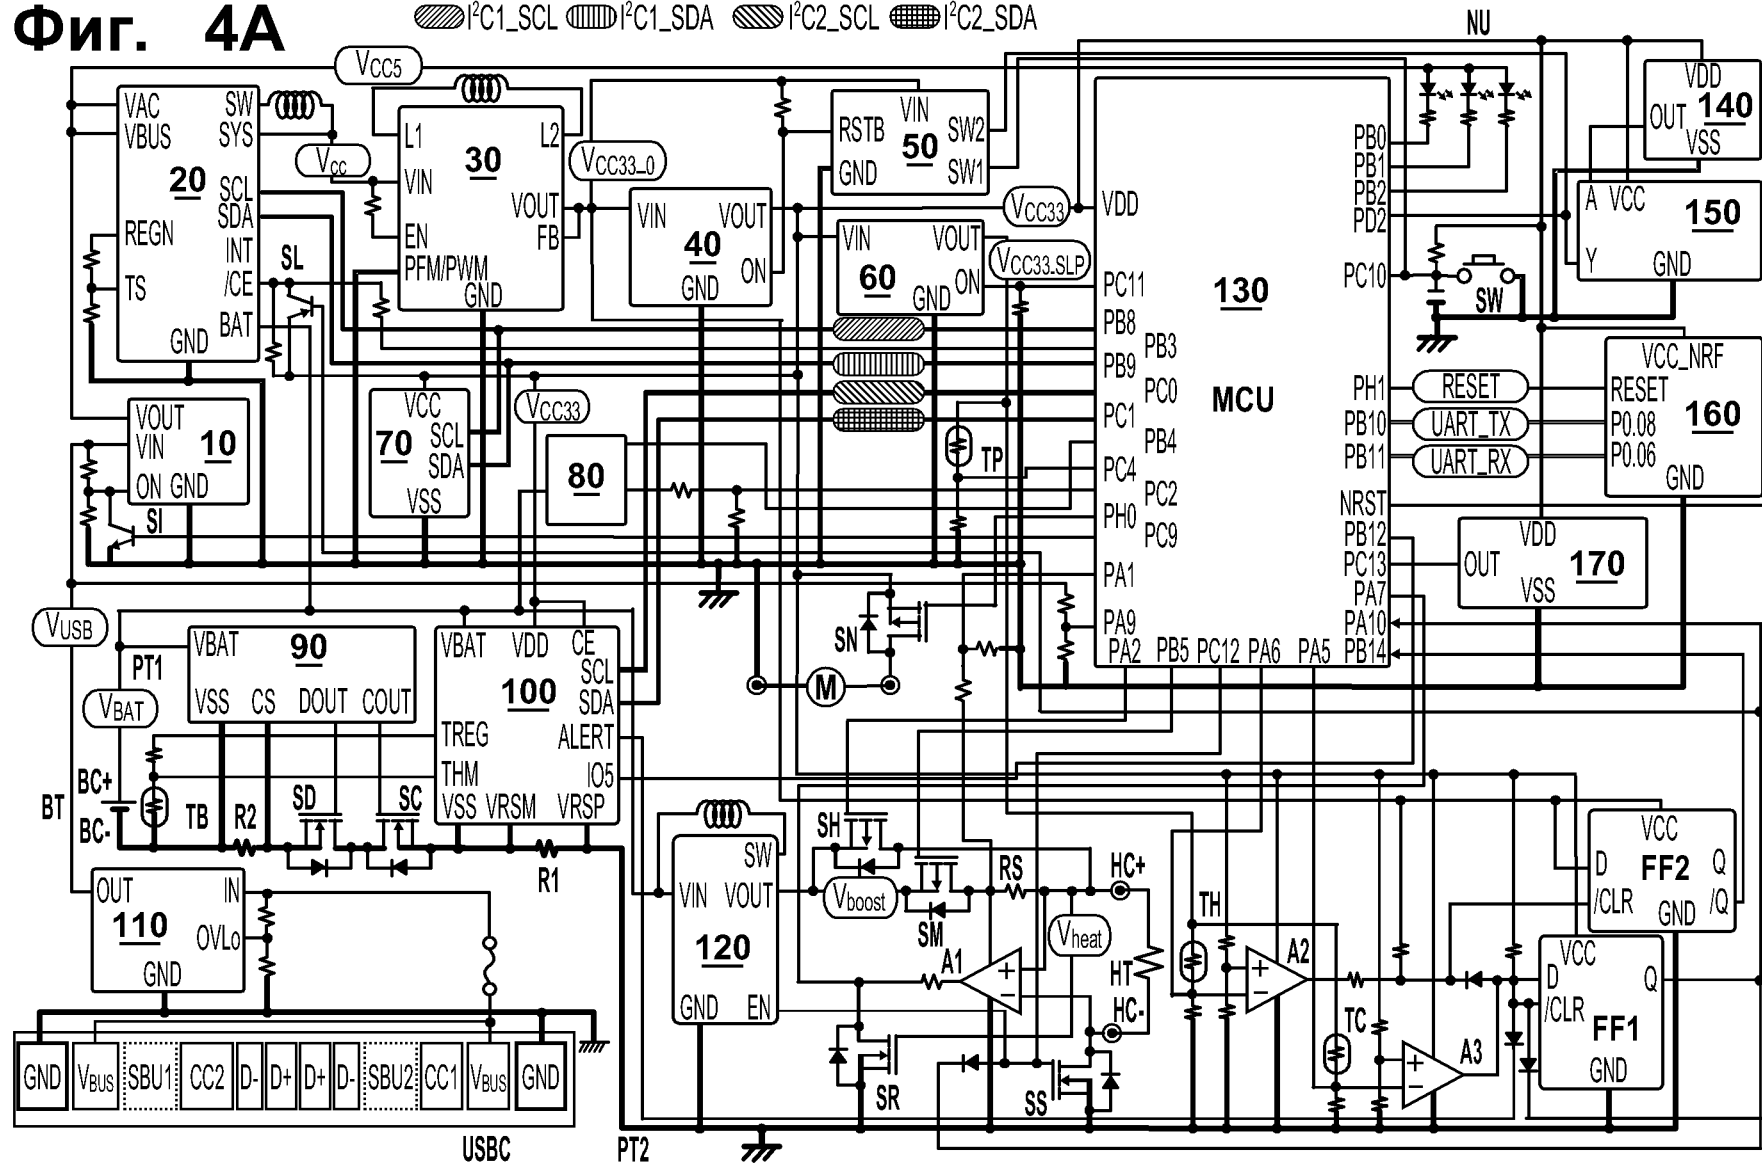 Фиг. 4A
I²C1_SCL I²C1_SDA I²C2_SCL I²C2_SDA
NU
VCC5
VAC
VBUS
SW
SYS
20
SCL
SDA
REGN
INT
TS
/CE
BAT
GND
Vcc
SL
L1
L2
30
VIN
VOUT
EN
FB
PFM/PWM
GND
VCC33_0
VIN
VOUT
40
ON
GND
VIN
RSTB
50
SW2
SW1
GND
VCC33
VIN
VOUT
60
ON
GND
VCC33.SLP
130
MCU
VDD
PC11
PB8
PB3
PB9
PC0
PC1
PB4
PC4
PC2
PH0
PC9
PA1
PA9
PA2
PB5
PC12
PA6
PA5
PB0
PB1
PB2
PD2
PC10
PH1
PB10
PB11
NRST
PB12
PC13
PA7
PA10
PB14
VDD
140
OUT
VSS
A
VCC
150
Y
GND
SW
VCC_NRF
RESET
RESET
UART_TX
P0.08
160
UART_RX
P0.06
GND
VDD
OUT
170
VSS
VOUT
VIN
10
ON
GND
SI
VCC
70
SCL
SDA
VSS
VCC33
80
TP
VUSB
PT1
VBAT
VBAT
90
VSS
CS
DOUT
COUT
VBAT
VDD
CE
SCL
100
SDA
TREG
ALERT
THM
IO5
VSS
VRSM
VRSP
SN
M
BT
BC+
BC-
TB
R2
SD
SC
R1
OUT
IN
110
OVLo
GND
SW
VIN
VOUT
120
GND
EN
SH
Vboost
SM
RS
HC+
Vheat
A1
+
−
HT
HC-
SR
SS
TH
A2
+
−
TC
A3
+
−
VCC
D
FF2
Q
/CLR
GND
/Q
VCC
D
Q
/CLR
FF1
GND
GND VBUS SBU1 CC2 D- D+ D+ D- SBU2 CC1 VBUS GND
USBC
PT2